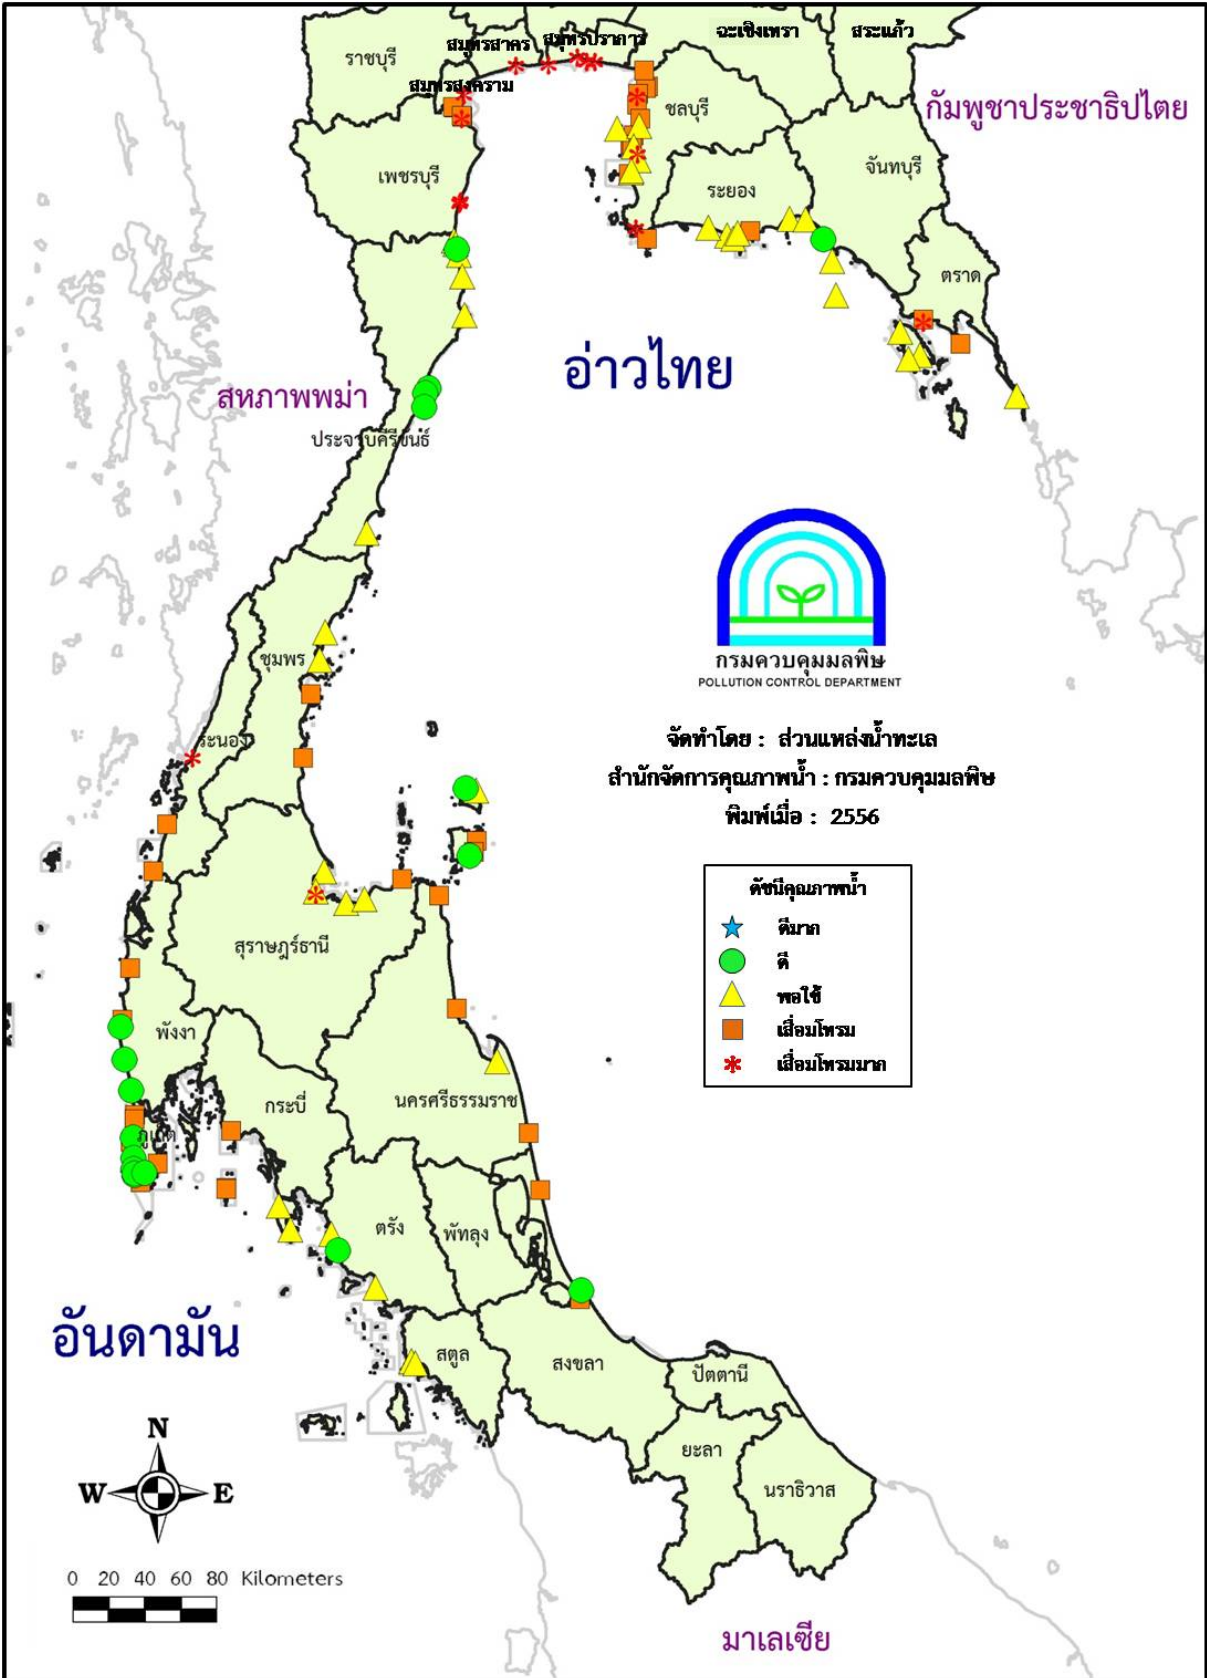 สมุทรสาคร
สมุทรปราการ
ฉะเชิงเทรา
สระแก้ว
ราชบุรี
สมุทรสงคราม
ชลบุรี
กัมพูชาประชาธิปไตย
เพชรบุรี
ระยอง
จันทบุรี
ตราด
อ่าวไทย
สหภาพพม่า
ประจวบคีรีขันธ์
ชุมพร
กรมควบคุมมลพิษ
POLLUTION CONTROL DEPARTMENT
ระนอง
จัดทำโดย : ส่วนแหล่งน้ำทะเล
สำนักจัดการคุณภาพน้ำ : กรมควบคุมมลพิษ
พิมพ์เมื่อ : 2556
ดัชนีคุณภาพน้ำ
ดีมาก
ดี
พอใช้
เสื่อมโทรม
เสื่อมโทรมมาก
สุราษฎร์ธานี
พังงา
กระบี่
นครศรีธรรมราช
ภูเก็ต
ตรัง
พัทลุง
อันดามัน
สตูล
สงขลา
ปัตตานี
ยะลา
นราธิวาส
N
W E
S
0 20 40 60 80 Kilometers
มาเลเซีย